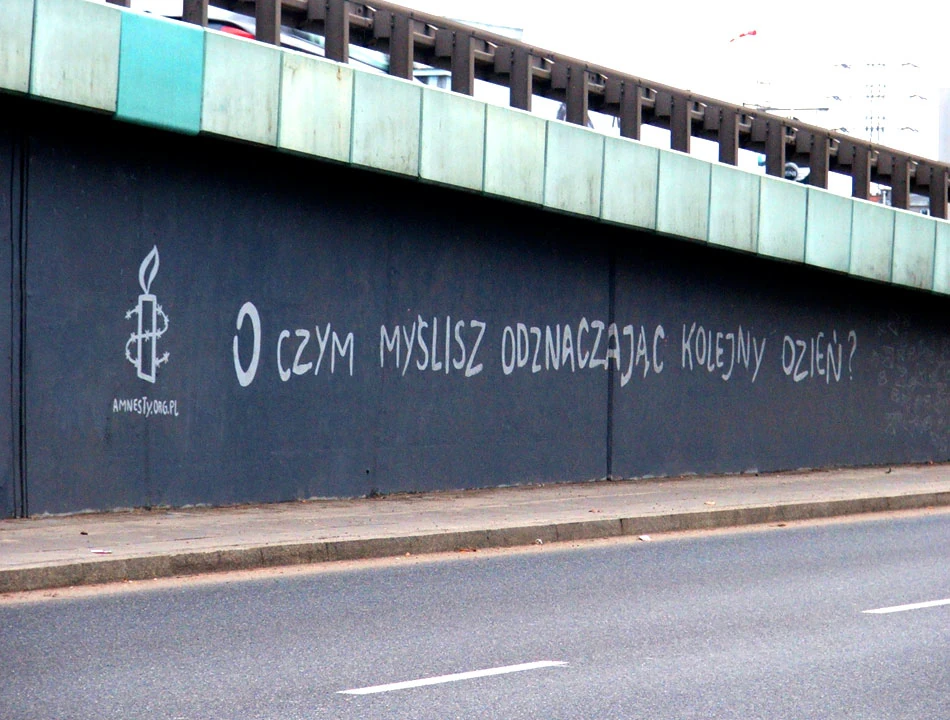 O CZYM MYŚLISZ ODZNACZAJĄC KOLEJNY DZIEŃ?
AMNESTY.ORG.PL